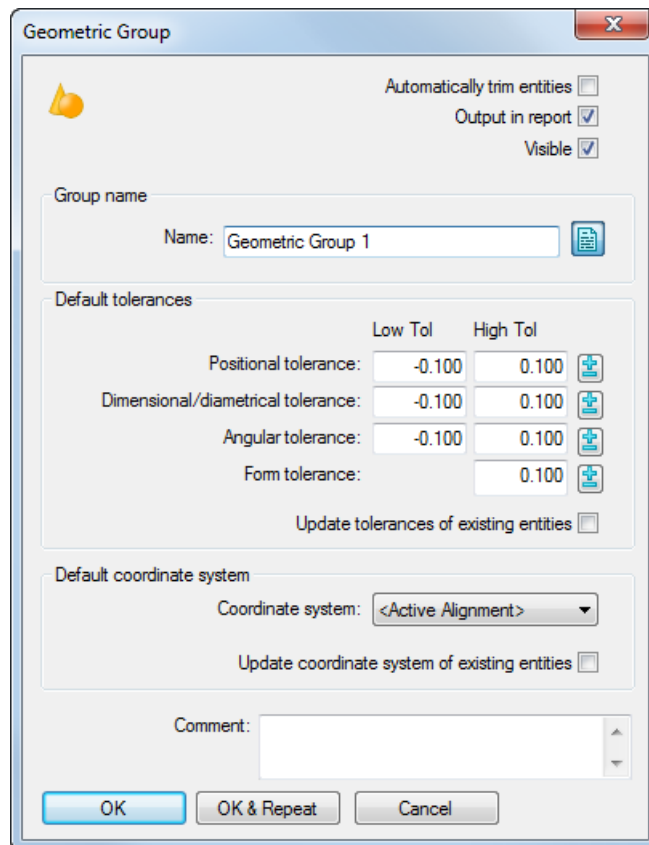 Geometric Group
Automatically trim entities
Output in report
Visible
Group name
Name: Geometric Group 1
Default tolerances
Low Tol High Tol
Positional tolerance: -0.100 0.100
Dimensional/diametrical tolerance: -0.100 0.100
Angular tolerance: -0.100 0.100
Form tolerance: 0.100
Update tolerances of existing entities
Default coordinate system
Coordinate system: <Active Alignment>
Update coordinate system of existing entities
Comment:
OK OK & Repeat Cancel